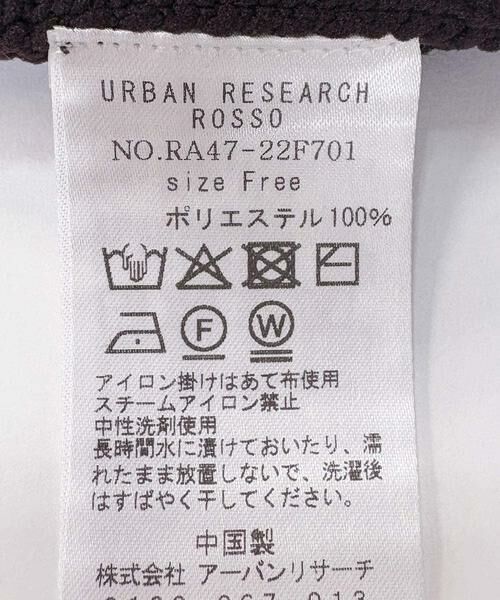 URBAN RESEARCH
ROSSO
NO.RA47-22F701
size Free
ポリエステル100%
F W
アイロン掛けはあて布使用
スチームアイロン禁止
中性洗剤使用
長時間水に漬けておいたり、濡
れたまま放置しないで、洗濯後
はすばやく干してください。
中国製
株式会社 アーバンリサーチ